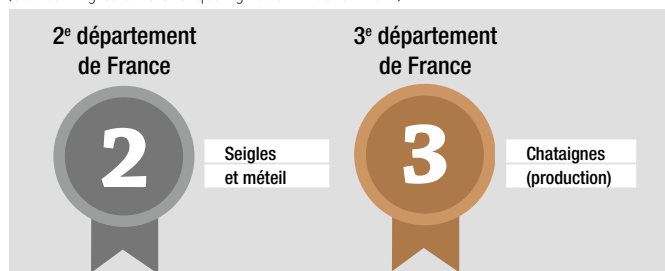 2e département
de France
2
Seigles
et méteil
3e département
de France
3
Chataignes
(production)